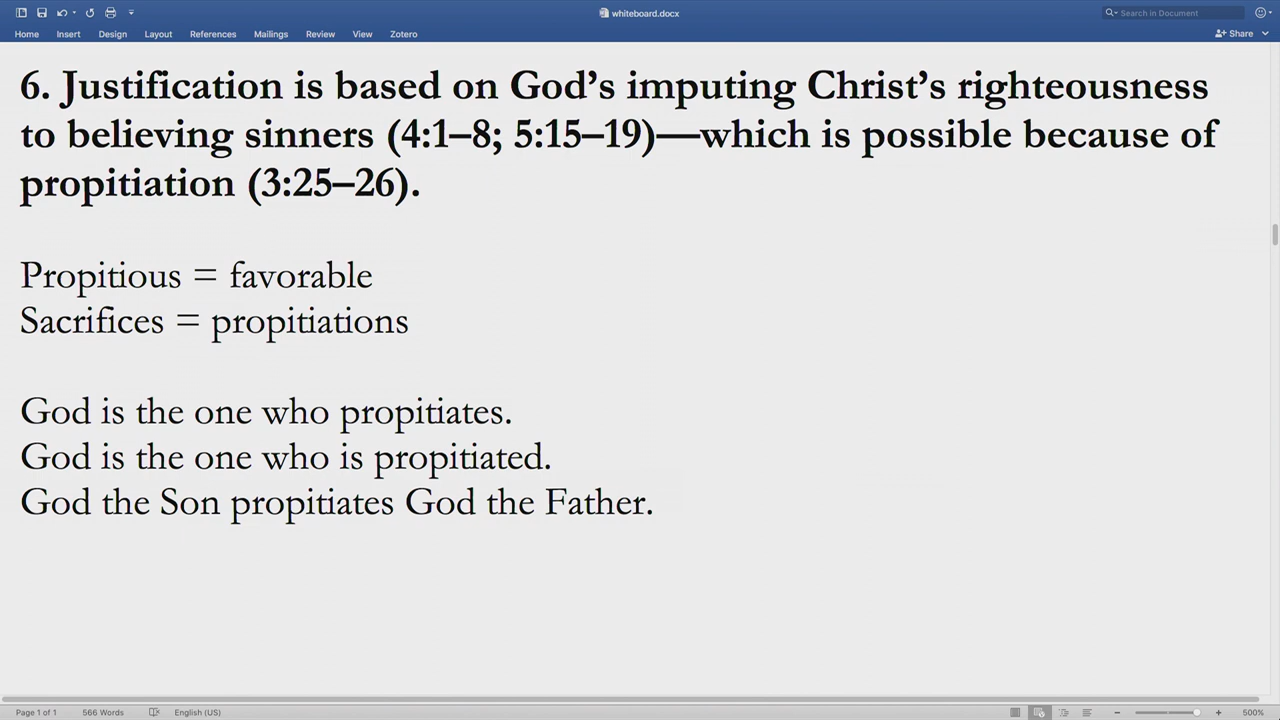 whiteboard.docx
Search in Document
Home Insert Design Layout References Mailings Review View Zotero
Share
6. Justification is based on God’s imputing Christ’s righteousness
to believing sinners (4:1–8; 5:15–19)—which is possible because of
propitiation (3:25–26).
Propitious = favorable
Sacrifices = propitiations
God is the one who propitiates.
God is the one who is propitiated.
God the Son propitiates God the Father.
Page 1 of 1 566 Words English (US) 500%